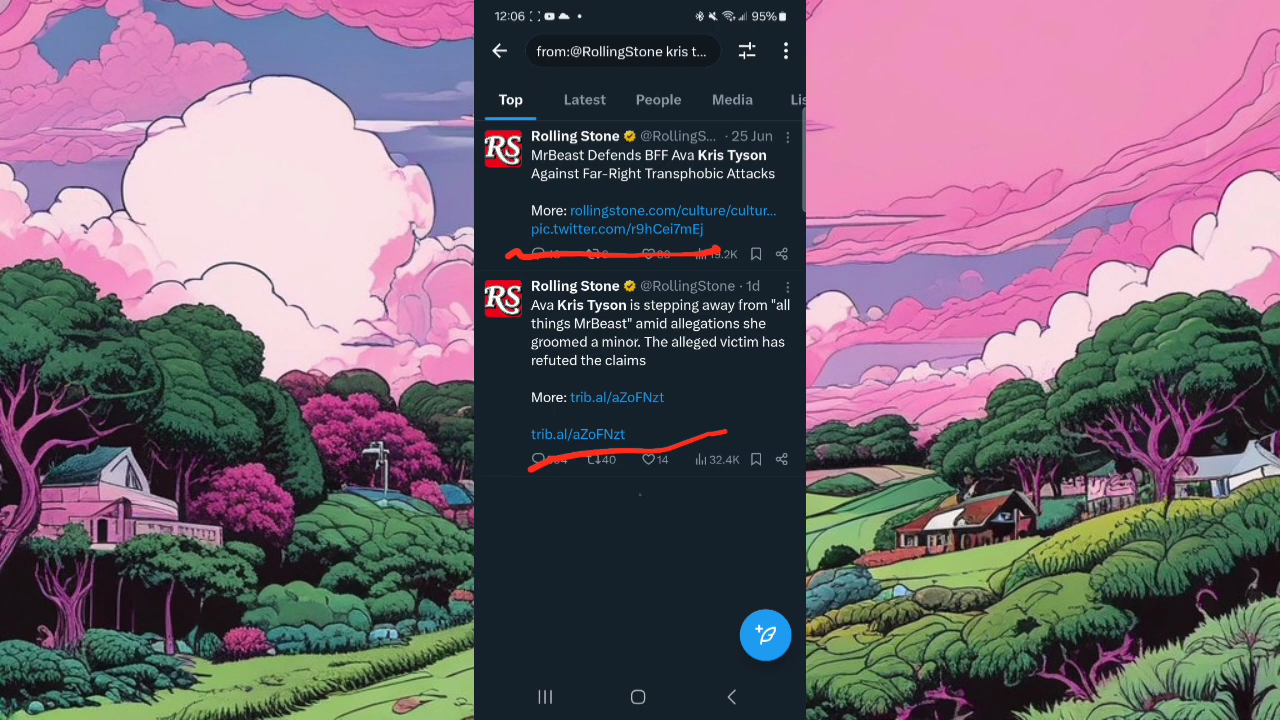 12:06
95%
from:@RollingStone kris t...
Top Latest People Media Lis
RS
Rolling Stone @RollingS... · 25 Jun
MrBeast Defends BFF Ava Kris Tyson
Against Far-Right Transphobic Attacks
More: rollingstone.com/culture/cultur...
pic.twitter.com/r9hCei7mEj
19.2K
RS
Rolling Stone @RollingStone · 1d
Ava Kris Tyson is stepping away from "all
things MrBeast" amid allegations she
groomed a minor. The alleged victim has
refuted the claims
More: trib.al/aZoFNzt
trib.al/aZoFNzt
40 14 32.4K